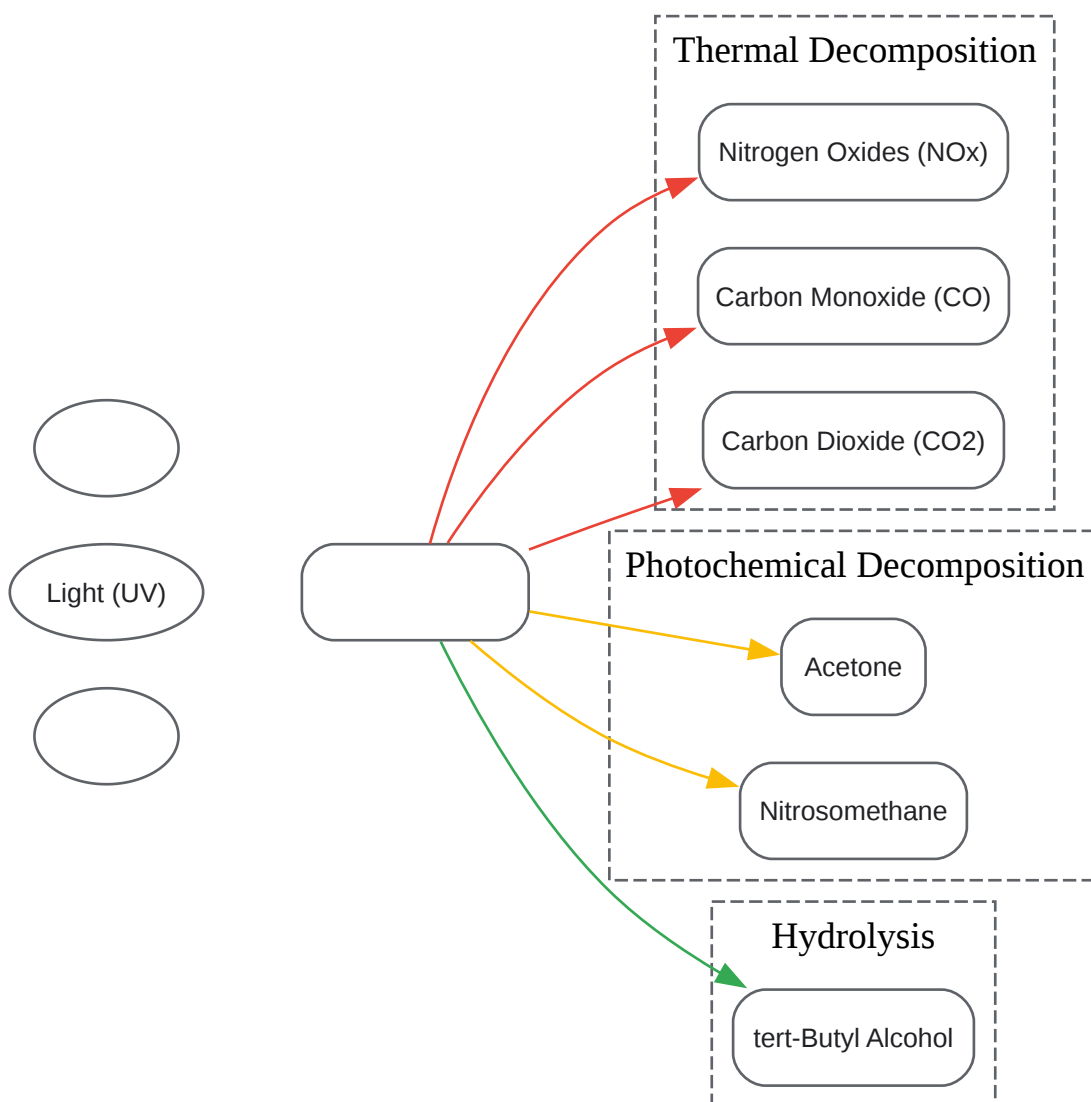 Thermal Decomposition
Nitrogen Oxides (NOx)
Carbon Monoxide (CO)
Carbon Dioxide (CO2)
Light (UV)
Photochemical Decomposition
Acetone
Nitrosomethane
Hydrolysis
tert-Butyl Alcohol